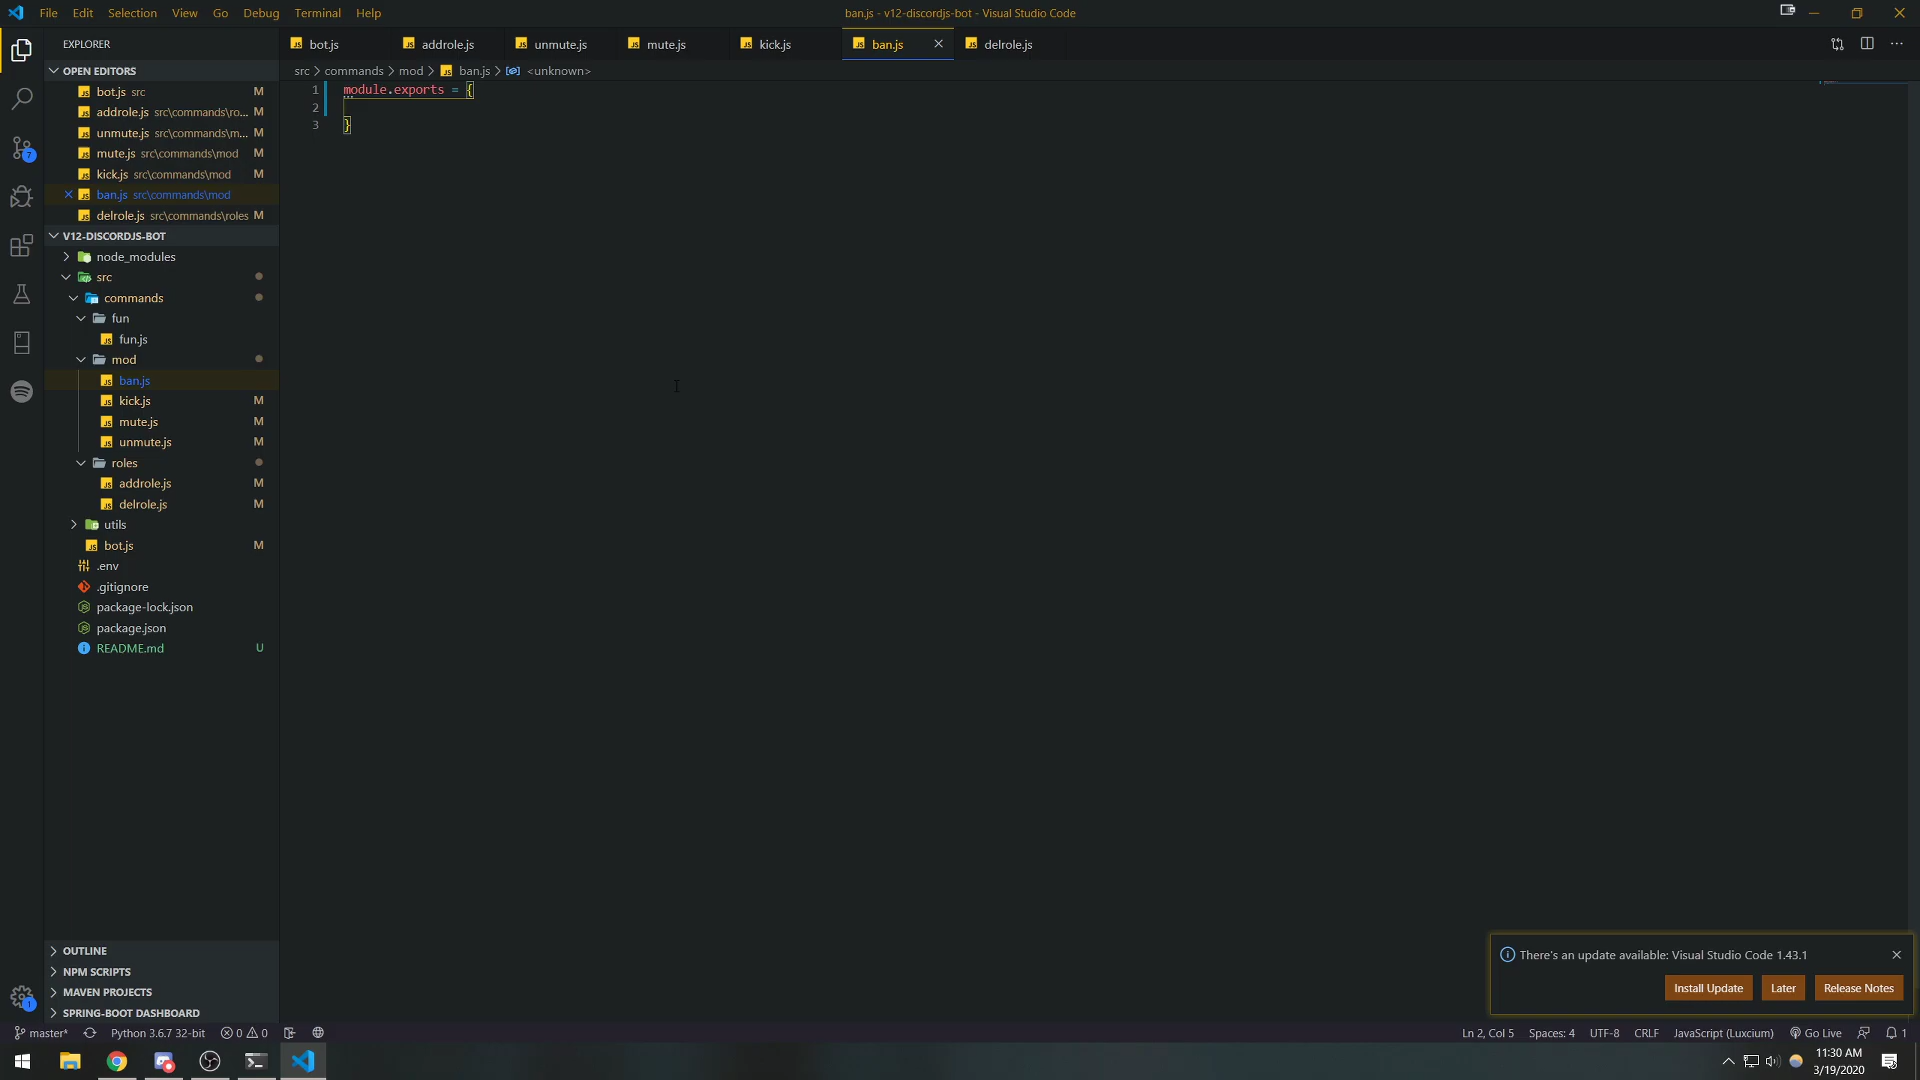 File Edit Selection View Go Debug Terminal Help
ban.js - v12-discordjs-bot - Visual Studio Code
EXPLORER
bot.js addrole.js unmute.js mute.js kick.js ban.js delrole.js
OPEN EDITORS
bot.js src M
addrole.js src\commands\ro... M
unmute.js src\commands\m... M
mute.js src\commands\mod M
kick.js src\commands\mod M
ban.js src\commands\mod
delrole.js src\commands\roles M
V12-DISCORDJS-BOT
node_modules
src
commands
fun
fun.js
mod
ban.js
kick.js M
mute.js M
unmute.js M
roles
addrole.js M
delrole.js M
utils
bot.js M
.env
.gitignore
package-lock.json
package.json
README.md U
OUTLINE
NPM SCRIPTS
MAVEN PROJECTS
SPRING-BOOT DASHBOARD
src > commands > mod > ban.js > <unknown>
1 module.exports = {
2
3 }
There's an update available: Visual Studio Code 1.43.1
Install Update Later Release Notes
7
1
master* Python 3.6.7 32-bit 0 0
Ln 2, Col 5 Spaces: 4 UTF-8 CRLF JavaScript (Luxcium) Go Live 1
11:30 AM
3/19/2020